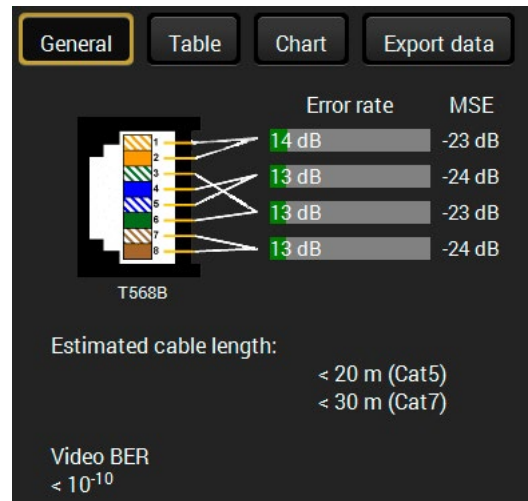 General Table Chart Export data
Error rate MSE
1 14 dB -23 dB
2
3 13 dB -24 dB
4
5 13 dB -23 dB
6
7 13 dB -24 dB
8
T568B
Estimated cable length:
< 20 m (Cat5)
< 30 m (Cat7)
Video BER
< 10⁻¹⁰